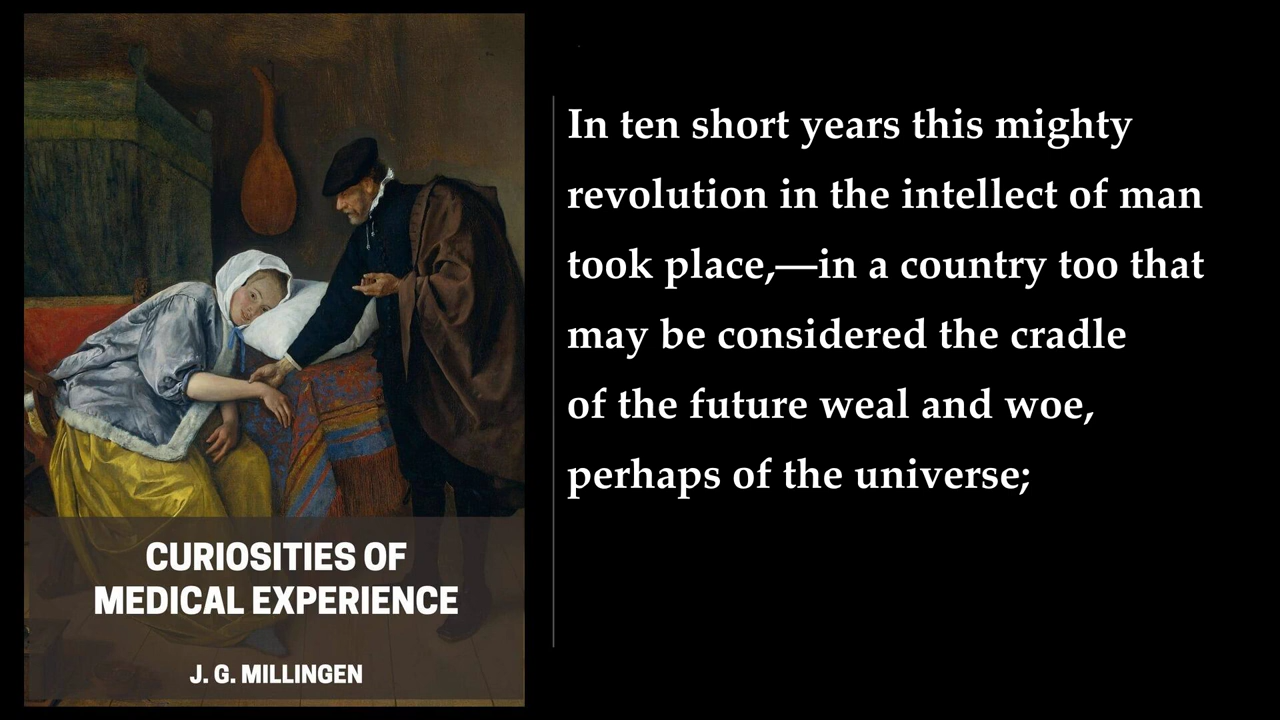 In ten short years this mighty
revolution in the intellect of man
took place,—in a country too that
may be considered the cradle
of the future weal and woe,
perhaps of the universe;
CURIOSITIES OF
MEDICAL EXPERIENCE
J. G. MILLINGEN